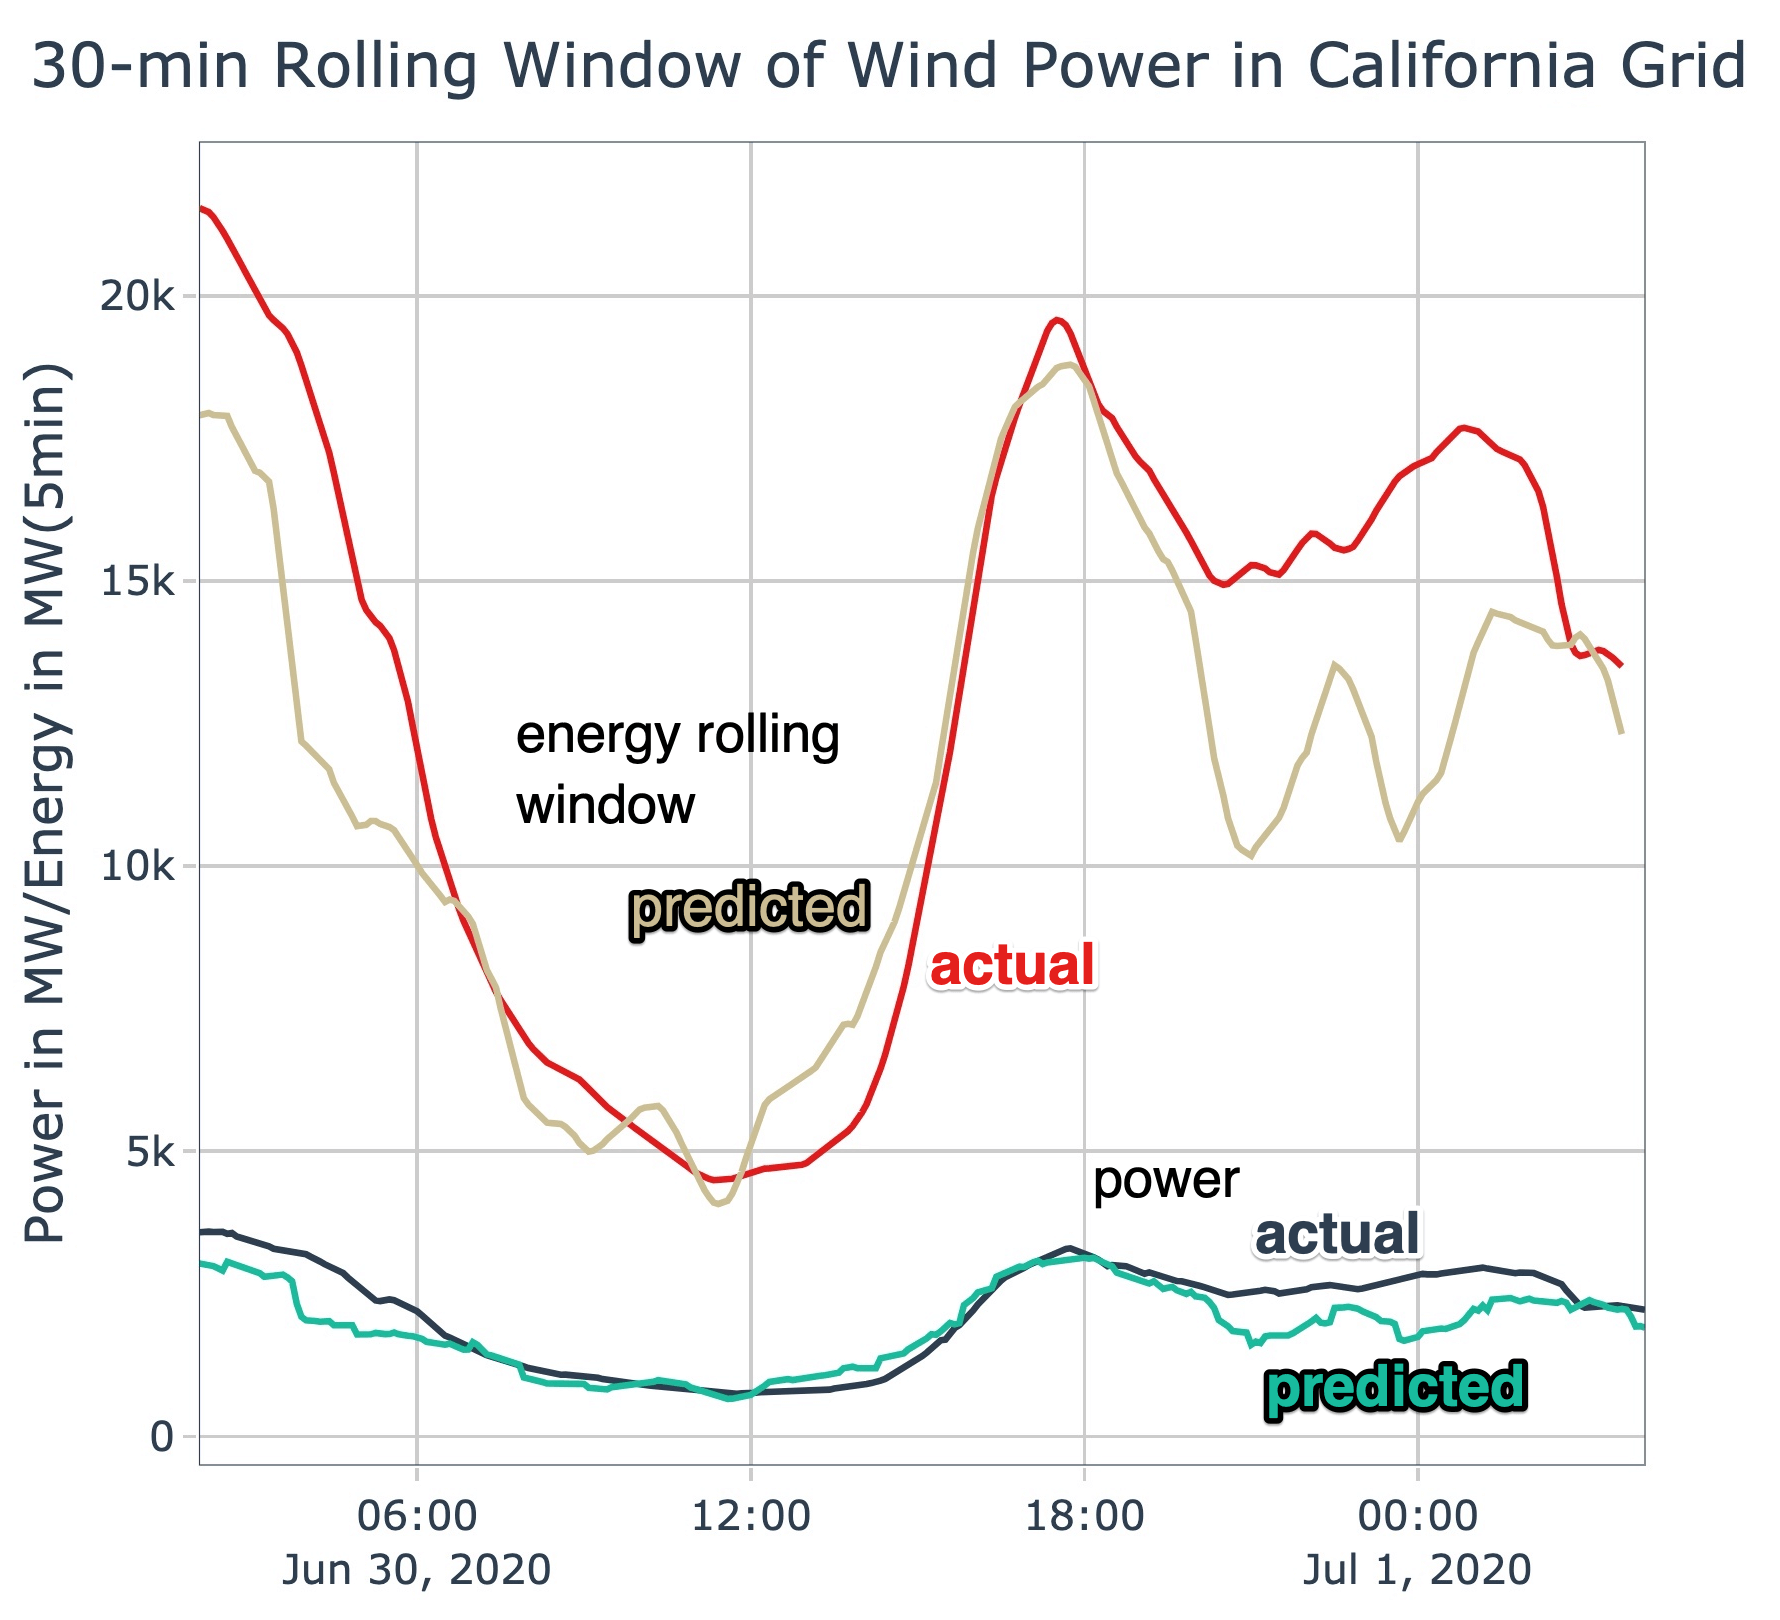 30-min Rolling Window of Wind Power in California Grid
Power in MW/Energy in MW(5min)
20k
15k
10k
5k
0
energy rolling
window
predicted
actual
power
actual
predicted
06:00
Jun 30, 2020
12:00
18:00
00:00
Jul 1, 2020